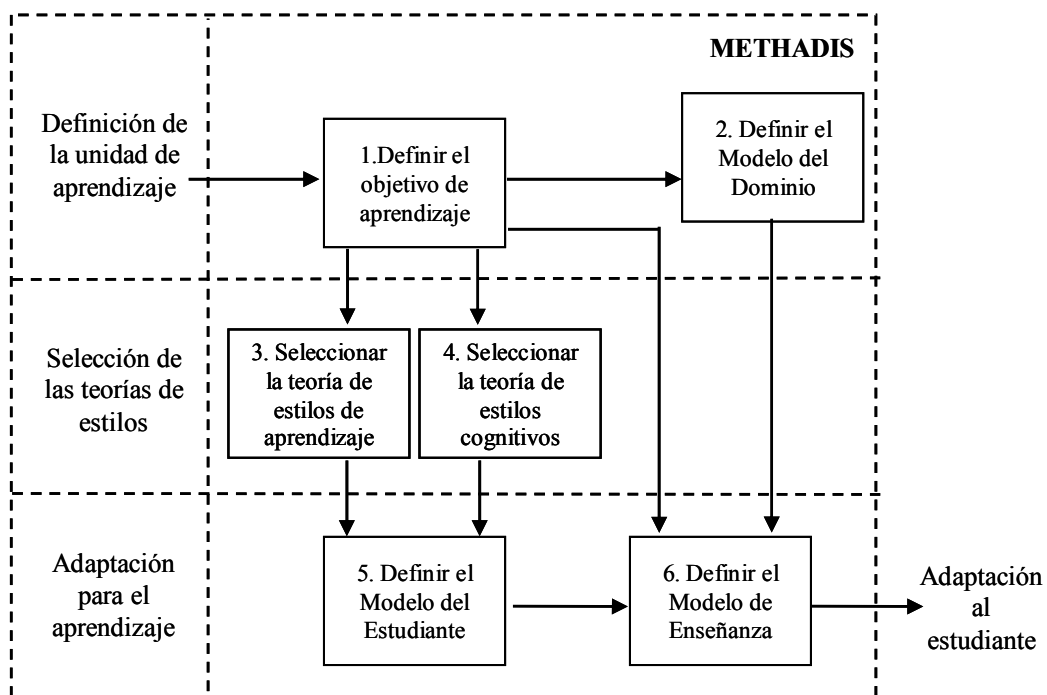 METHADIS
Definición de
la unidad de
aprendizaje
1.Definir el
objetivo de
aprendizaje
2. Definir el
Modelo del
Dominio
Selección de
las teorías de
estilos
3. Seleccionar
la teoría de
estilos de
aprendizaje
4. Seleccionar
la teoría de
estilos
cognitivos
Adaptación
para el
aprendizaje
5. Definir el
Modelo del
Estudiante
6. Definir el
Modelo de
Enseñanza
Adaptación
al
estudiante